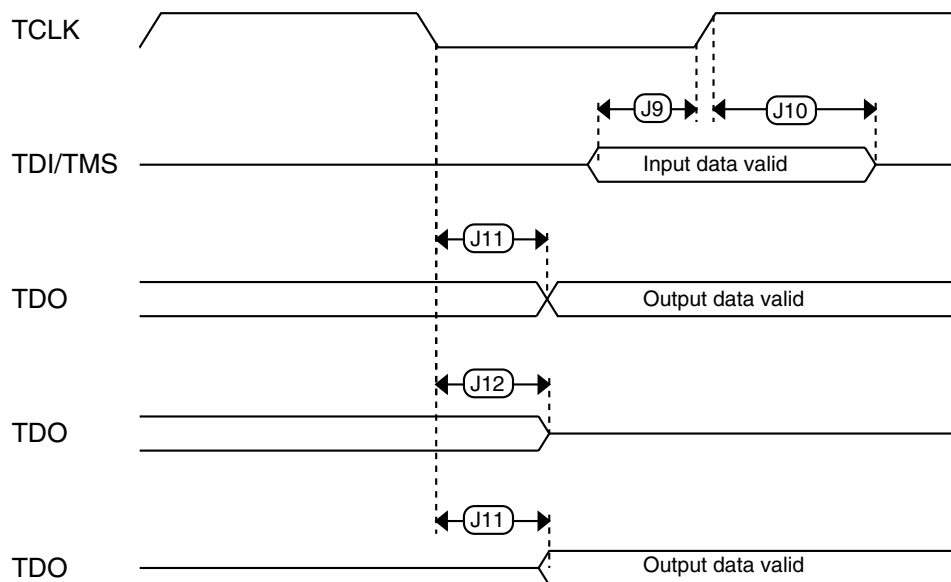 TCLK
J9
J10
TDI/TMS
Input data valid
J11
TDO
Output data valid
J12
TDO
J11
TDO
Output data valid